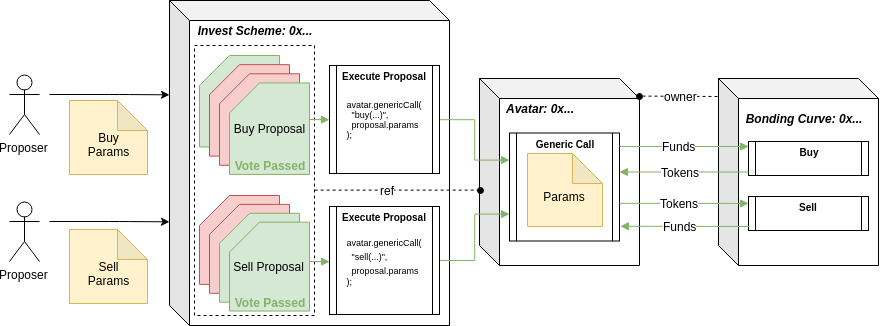 Invest Scheme: 0x...
Proposer
Buy
Params
Buy Proposal
Vote Passed
Execute Proposal
avatar.genericCall(
"buy(...)",
proposal.params
);
ref
Proposer
Sell
Params
Sell Proposal
Vote Passed
Execute Proposal
avatar.genericCall(
"sell(...)",
proposal.params
);
Avatar: 0x...
Generic Call
Params
owner
Funds
Tokens
Tokens
Funds
Bonding Curve: 0x...
Buy
Sell